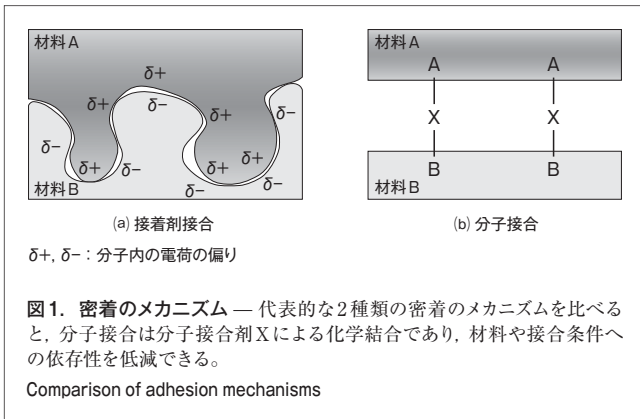 材料A
δ+
δ-
δ+
δ+
δ-
δ-
δ+
δ-
δ+
δ-
δ-
材料B
(a) 接着剤接合
材料A
A A
X X
B B
材料B
(b) 分子接合
δ+, δ-：分子内の電荷の偏り
図1．密着のメカニズム — 代表的な2種類の密着のメカニズムを比べる
と，分子接合は分子接合剤Xによる化学結合であり，材料や接合条件へ
の依存性を低減できる。
Comparison of adhesion mechanisms